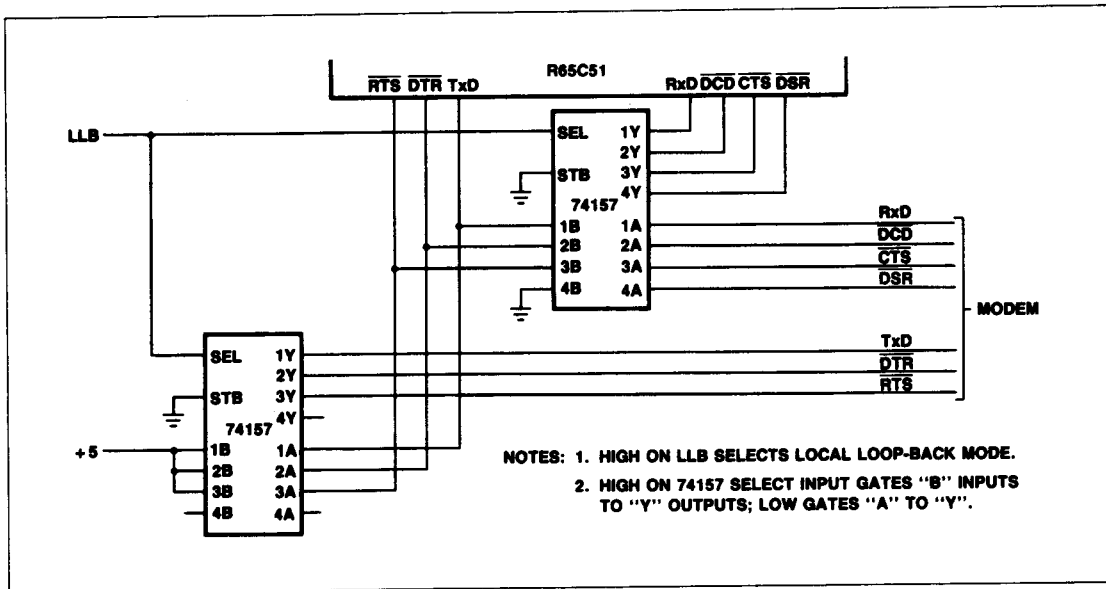 R65C51
RTS DTR TxD
RxD DCD CTS DSR
LLB
SEL 1Y
2Y
STB 3Y
4Y
74157
1B 1A
2B 2A
3B 3A
4B 4A
RxD
DCD
CTS
DSR
MODEM
TxD
DTR
RTS
SEL 1Y
2Y
STB 3Y
4Y
74157
+5
1B 1A
2B 2A
3B 3A
4B 4A
NOTES: 1. HIGH ON LLB SELECTS LOCAL LOOP-BACK MODE.
2. HIGH ON 74157 SELECT INPUT GATES "B" INPUTS
TO "Y" OUTPUTS; LOW GATES "A" TO "Y".